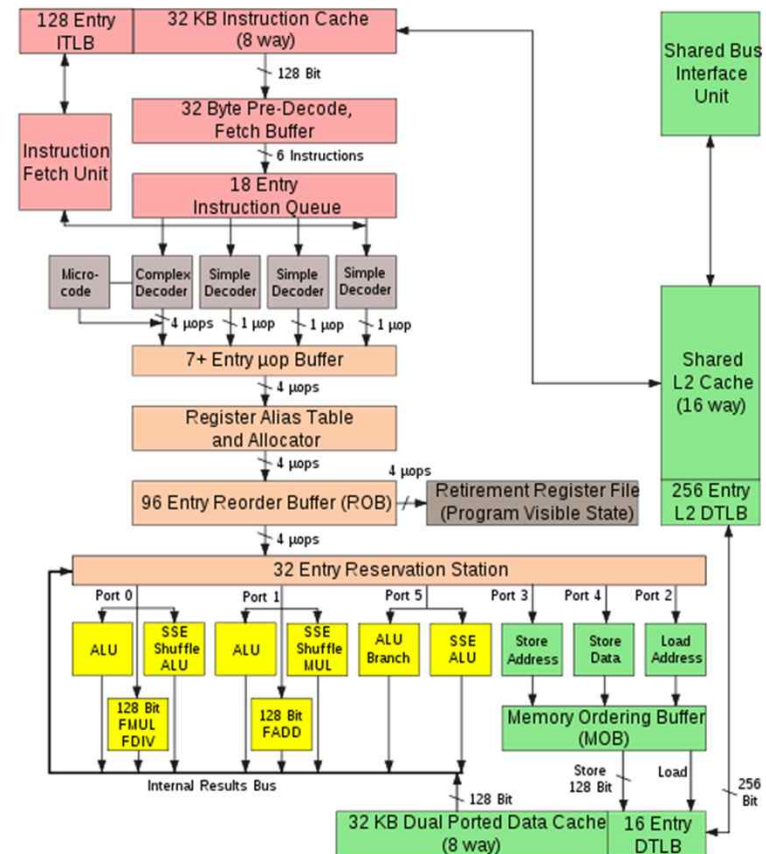 128 Entry
ITLB
32 KB Instruction Cache
(8 way)
Shared Bus
Interface
Unit
128 Bit
32 Byte Pre-Decode,
Fetch Buffer
Instruction
Fetch Unit
6 Instructions
18 Entry
Instruction Queue
Micro-
code
Complex
Decoder
Simple
Decoder
Simple
Decoder
Simple
Decoder
4 µops
1 µop
1 µop
1 µop
7+ Entry µop Buffer
Shared
L2 Cache
(16 way)
4 µops
Register Alias Table
and Allocator
4 µops
4 µops
96 Entry Reorder Buffer (ROB)
Retirement Register File
(Program Visible State)
256 Entry
L2 DTLB
4 µops
32 Entry Reservation Station
Port 0
Port 1
Port 5
Port 3
Port 4
Port 2
ALU
SSE
Shuffle
ALU
ALU
SSE
Shuffle
MUL
ALU
Branch
SSE
ALU
Store
Address
Store
Data
Load
Address
128 Bit
FMUL
FDIV
128 Bit
FADD
Memory Ordering Buffer
(MOB)
Internal Results Bus
Store
128 Bit
Load
256
Bit
128 Bit
32 KB Dual Ported Data Cache
(8 way)
16 Entry
DTLB